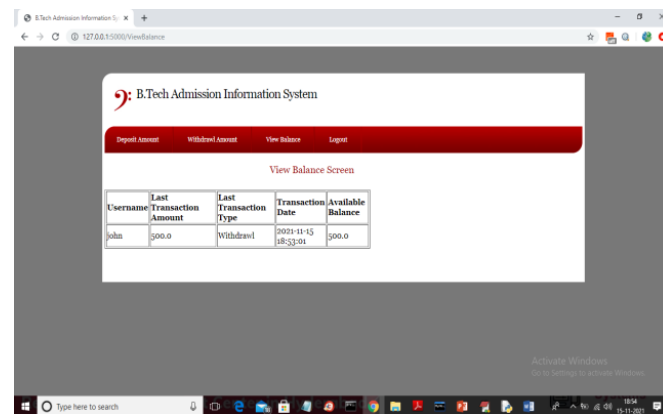 B.Tech Admission Information Sy
127.0.0.1:5000/ViewBalance
B.Tech Admission Information System
Deposit Amount Withdrawl Amount View Balance Logout
View Balance Screen
Username Last Transaction Amount Last Transaction Type Transaction Date Available Balance
john 500.0 Withdrawl 2021-11-15 18:53:01 500.0
Activate Windows
Go to Settings to activate Windows.
Type here to search
18:54
15-11-2021